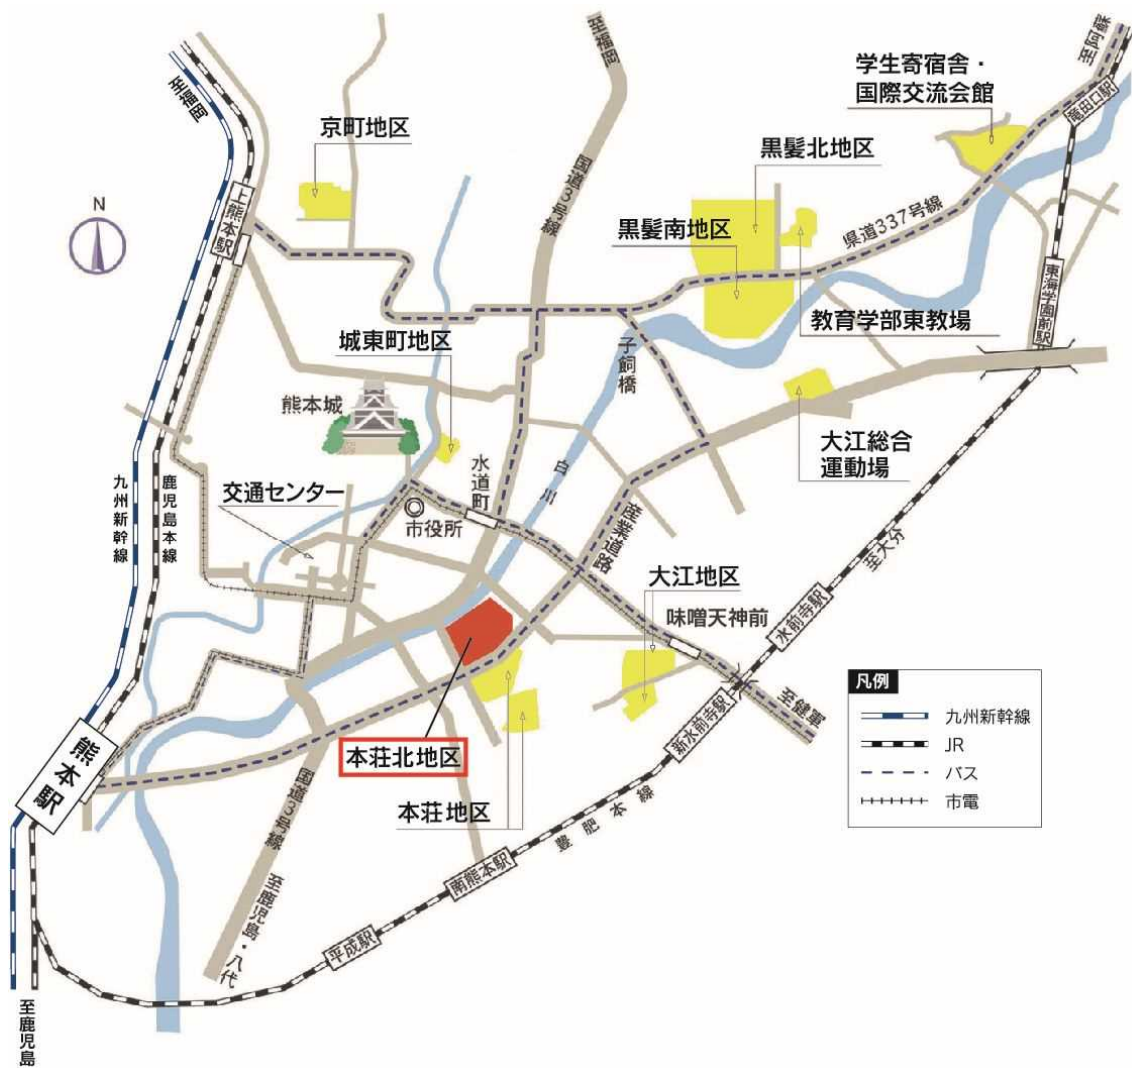 至福岡
至阿蘇
学生寄宿舎・
国際交流会館
至福岡
竜田口駅
京町地区
黒髪北地区
国道3号線
N
上熊本駅
黒髪南地区
県道337号線
東海学園前駅
教育学部東教場
城東町地区
子飼橋
熊本城
大江総合
運動場
水道町
白川
交通センター
九州新幹線
鹿児島本線
市役所
産業道路
至大分
大江地区
味噌天神前
水前寺駅
凡例
九州新幹線
JR
バス
市電
至健軍
新水前寺駅
熊本駅
本荘北地区
国道3号線
本荘地区
豊肥本線
南熊本駅
至鹿児島・八代
平成駅
至鹿児島